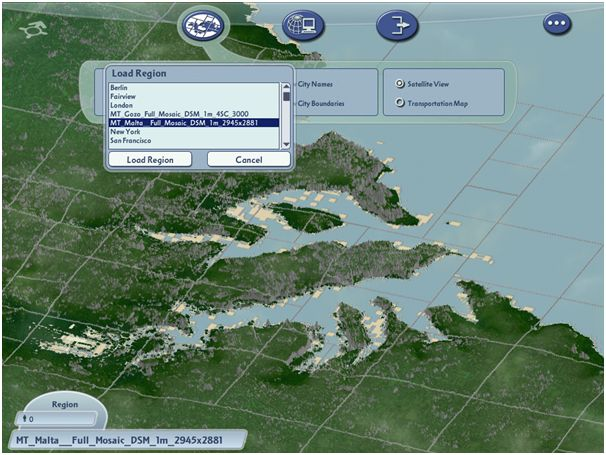 Load Region
Berlin
Fairview
London
MT_Gozo_Full_Mosaic_DSM_1m_45C_3000
MT_Malta__Full_Mosaic_DSM_1m_2945x2881
New York
San Francisco
Load Region
Cancel
City Names
City Boundaries
Satellite View
Transportation Map
Region
0
MT_Malta__Full_Mosaic_DSM_1m_2945x2881